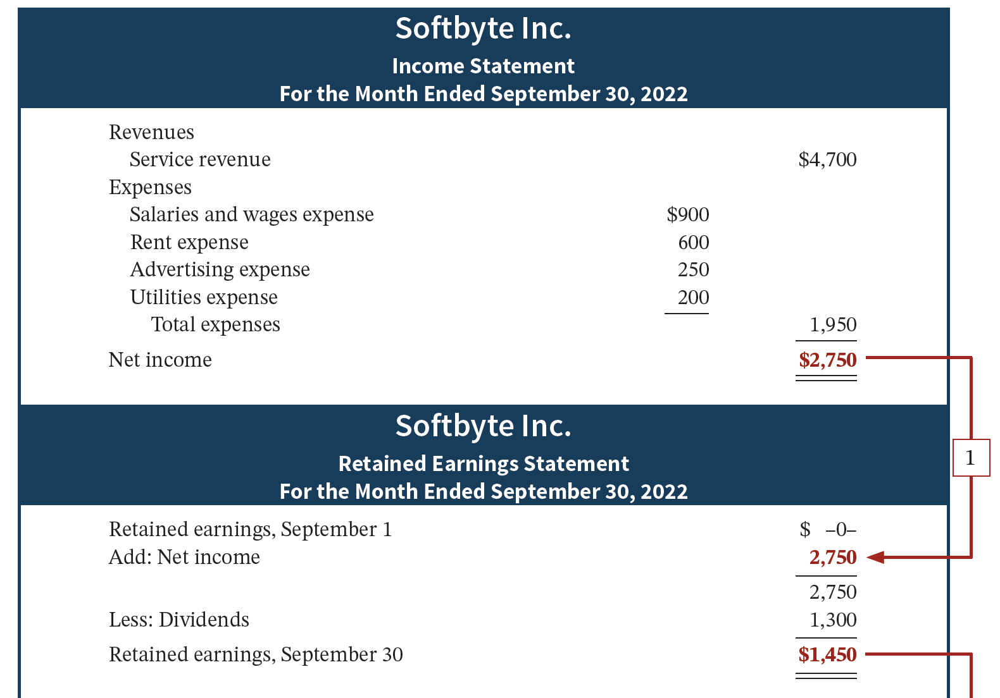 Softbyte Inc.
Income Statement
For the Month Ended September 30, 2022
Revenues
Service revenue $4,700
Expenses
Salaries and wages expense $900
Rent expense 600
Advertising expense 250
Utilities expense 200
Total expenses 1,950
Net income $2,750
Softbyte Inc.
1
Retained Earnings Statement
For the Month Ended September 30, 2022
Retained earnings, September 1 $ –0–
Add: Net income 2,750
2,750
Less: Dividends 1,300
Retained earnings, September 30 $1,450